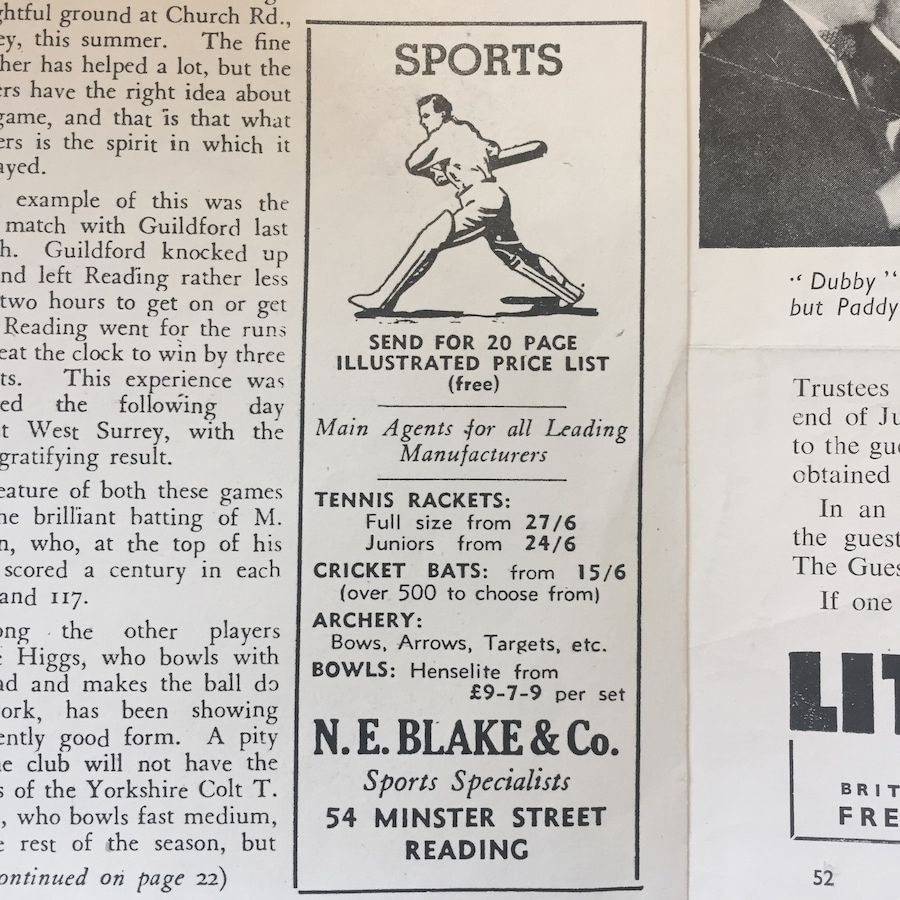 ghtful ground at Church Rd.,
ey, this summer. The fine
her has helped a lot, but the
ers have the right idea about
game, and that is that what
ers is the spirit in which it
ayed.
example of this was the
match with Guildford last
h. Guildford knocked up
nd left Reading rather less
two hours to get on or get
Reading went for the runs
eat the clock to win by three
ts. This experience was
ed the following day
t West Surrey, with the
gratifying result.
eature of both these games
he brilliant batting of M.
n, who, at the top of his
scored a century in each
and 117.
ong the other players
e Higgs, who bowls with
ad and makes the ball do
ork, has been showing
ently good form. A pity
he club will not have the
s of the Yorkshire Colt T.
, who bowls fast medium,
e rest of the season, but
ontinued on page 22)
SPORTS
SEND FOR 20 PAGE
ILLUSTRATED PRICE LIST
(free)
Main Agents for all Leading
Manufacturers
TENNIS RACKETS:
Full size from 27/6
Juniors from 24/6
CRICKET BATS: from 15/6
(over 500 to choose from)
ARCHERY:
Bows, Arrows, Targets, etc.
BOWLS: Henselite from
£9-7-9 per set
N. E. BLAKE & Co.
Sports Specialists
54 MINSTER STREET
READING
"Dubby"
but Paddy
Trustees
end of Ju
to the gue
obtained
In an
the guest
The Gues
If one
LIT
BRIT
FRE
52